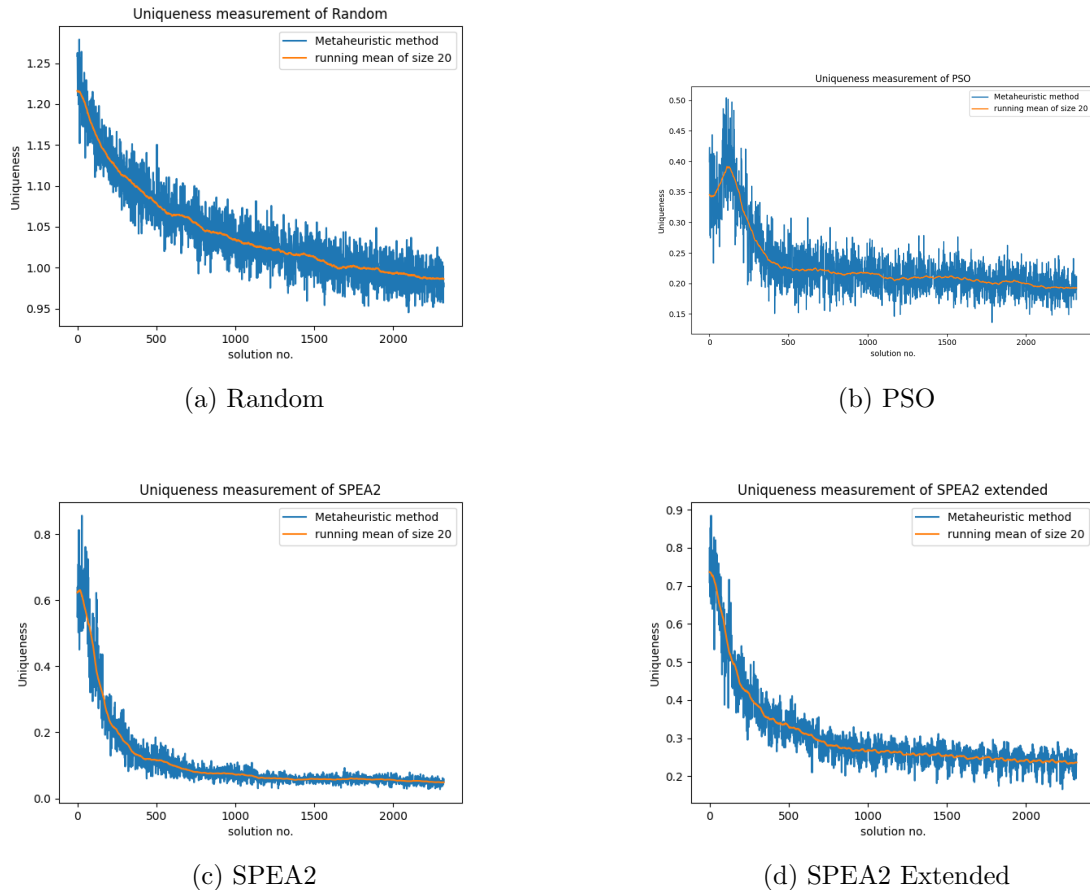 Uniqueness measurement of Random
Metaheuristic method
running mean of size 20
Uniqueness
1.25
1.20
1.15
1.10
1.05
1.00
0.95
0
500
1000
1500
2000
solution no.
(a) Random
Uniqueness measurement of PSO
Metaheuristic method
running mean of size 20
Uniqueness
0.50
0.45
0.40
0.35
0.30
0.25
0.20
0.15
0
500
1000
1500
2000
solution no.
(b) PSO
Uniqueness measurement of SPEA2
Metaheuristic method
running mean of size 20
Uniqueness
0.8
0.6
0.4
0.2
0.0
0
500
1000
1500
2000
solution no.
(c) SPEA2
Uniqueness measurement of SPEA2 extended
Metaheuristic method
running mean of size 20
Uniqueness
0.9
0.8
0.7
0.6
0.5
0.4
0.3
0.2
0
500
1000
1500
2000
solution no.
(d) SPEA2 Extended